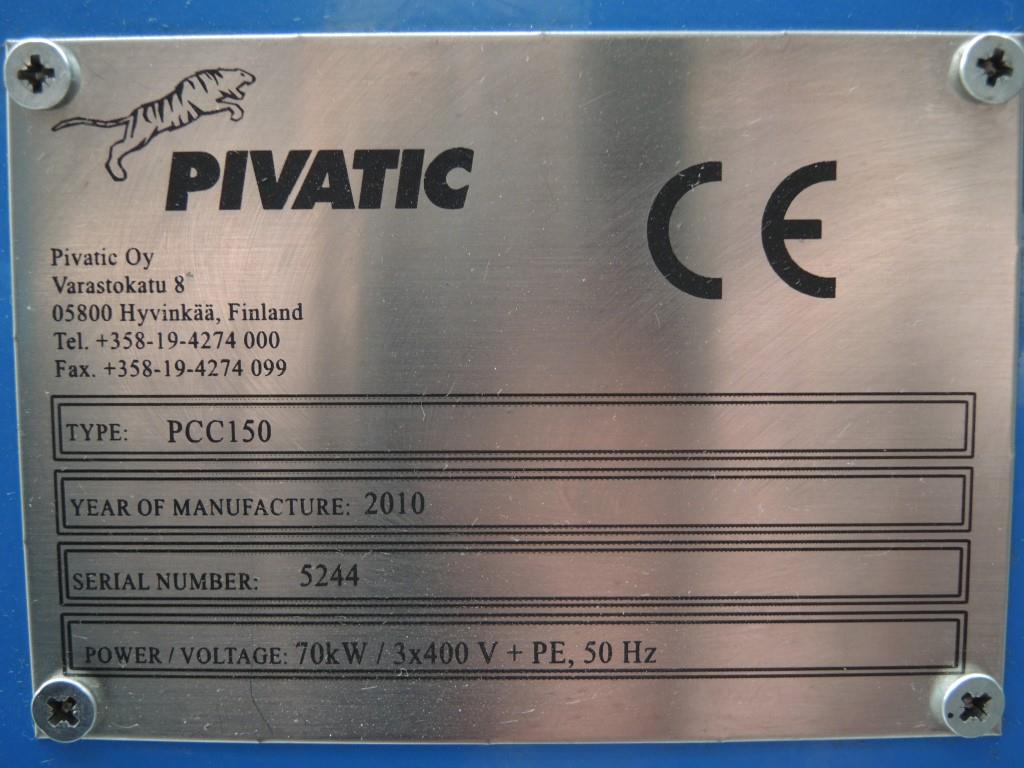 PIVATIC
CE
Pivatic Oy
Varastokatu 8
05800 Hyvinkää, Finland
Tel. +358-19-4274 000
Fax. +358-19-4274 099
TYPE: PCC150
YEAR OF MANUFACTURE: 2010
SERIAL NUMBER: 5244
POWER / VOLTAGE: 70kW / 3x400 V + PE, 50 Hz